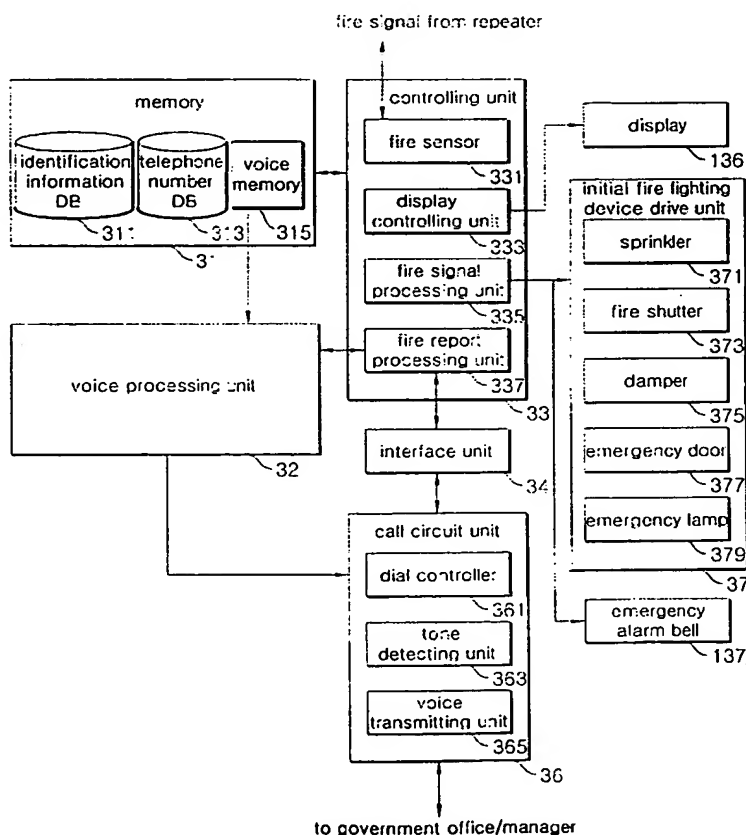 fire signal from repeater
memory
identification
information
DB
311
telephone
number
DB
313
voice
memory
315
31
controlling unit
fire sensor
331
display
controlling unit
333
fire signal
processing unit
335
fire report
processing unit
337
33
display
136
initial fire fighting
device drive unit
sprinkler
371
fire shutter
373
damper
375
emergency door
377
emergency lamp
379
37
emergency
alarm bell
137
voice processing unit
32
interface unit
34
call circuit unit
dial controller
361
tone
detecting unit
363
voice
transmitting unit
365
36
to government office/manager